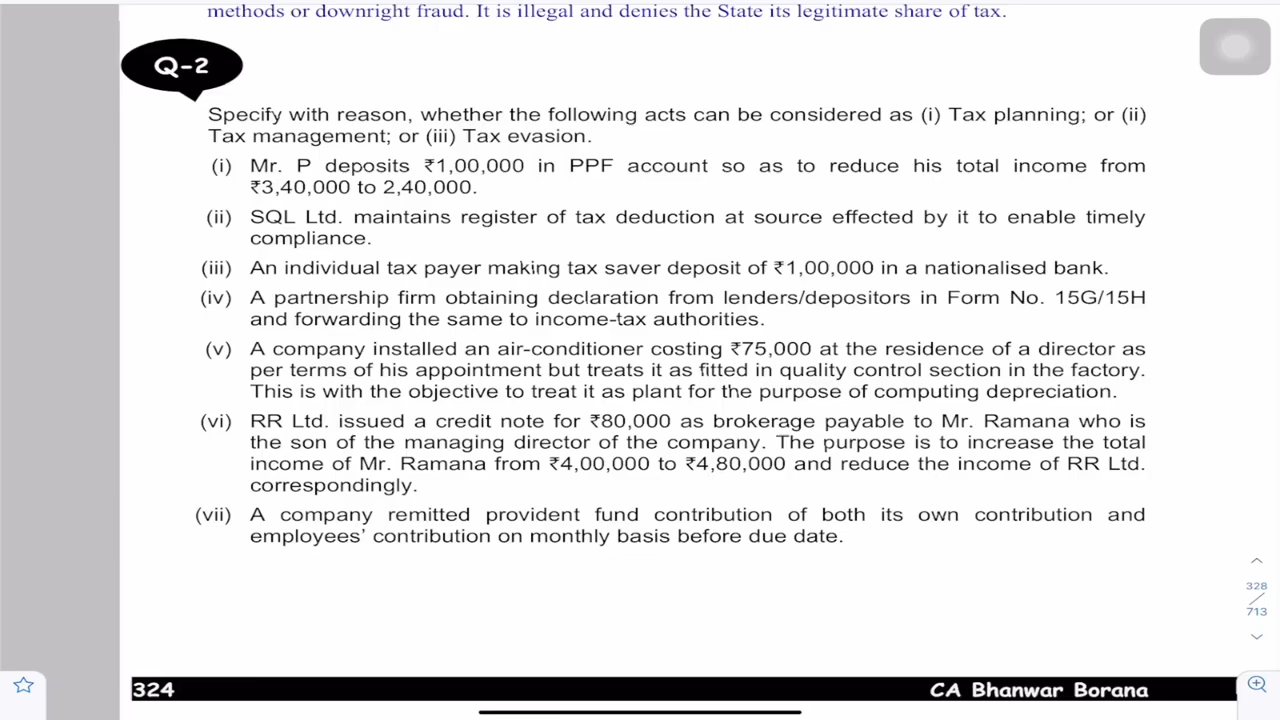 methods or downright fraud. It is illegal and denies the State its legitimate share of tax.
Q-2
Specify with reason, whether the following acts can be considered as (i) Tax planning; or (ii)
Tax management; or (iii) Tax evasion.
(i) Mr. P deposits ₹1,00,000 in PPF account so as to reduce his total income from
₹3,40,000 to 2,40,000.
(ii) SQL Ltd. maintains register of tax deduction at source effected by it to enable timely
compliance.
(iii) An individual tax payer making tax saver deposit of ₹1,00,000 in a nationalised bank.
(iv) A partnership firm obtaining declaration from lenders/depositors in Form No. 15G/15H
and forwarding the same to income-tax authorities.
(v) A company installed an air-conditioner costing ₹75,000 at the residence of a director as
per terms of his appointment but treats it as fitted in quality control section in the factory.
This is with the objective to treat it as plant for the purpose of computing depreciation.
(vi) RR Ltd. issued a credit note for ₹80,000 as brokerage payable to Mr. Ramana who is
the son of the managing director of the company. The purpose is to increase the total
income of Mr. Ramana from ₹4,00,000 to ₹4,80,000 and reduce the income of RR Ltd.
correspondingly.
(vii) A company remitted provident fund contribution of both its own contribution and
employees' contribution on monthly basis before due date.
328
713
324
CA Bhanwar Borana